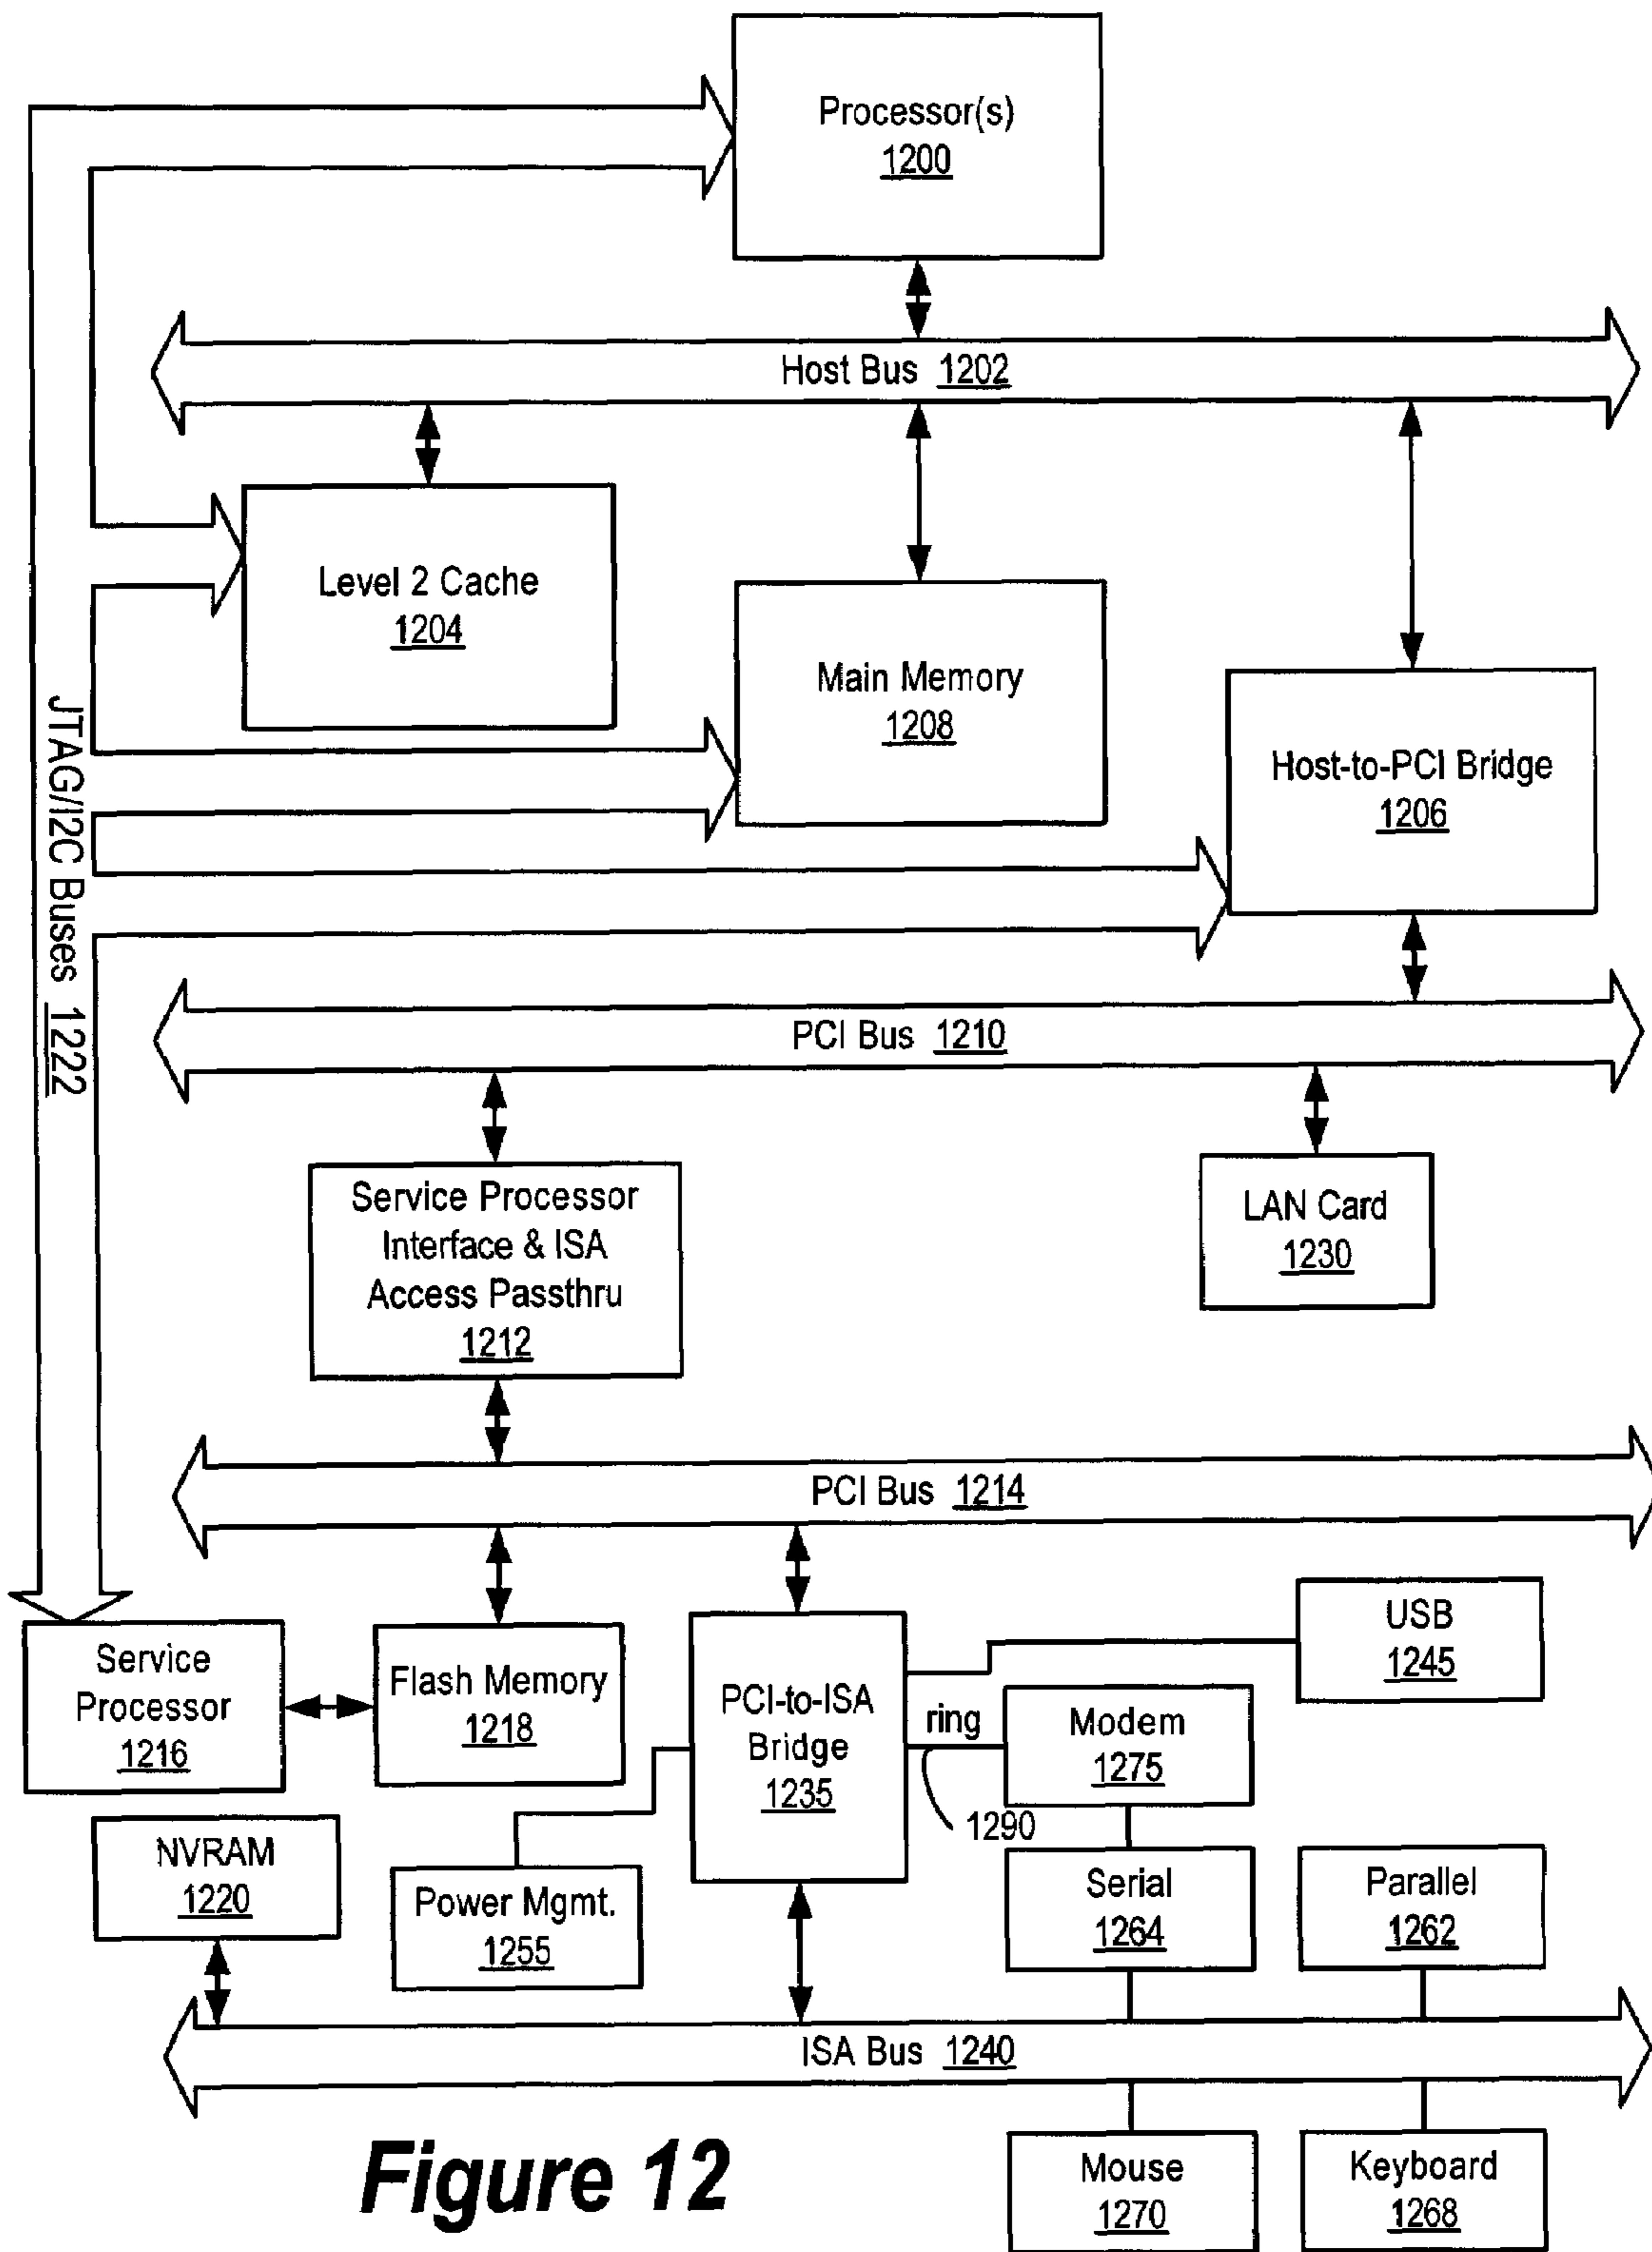 Processor(s)
1200
Host Bus 1202
Level 2 Cache
1204
Main Memory
1208
Host-to-PCI Bridge
1206
JTAG/I2C Buses 1222
PCI Bus 1210
Service Processor
Interface & ISA
Access Passthru
1212
LAN Card
1230
PCI Bus 1214
Service
Processor
1216
Flash Memory
1218
PCI-to-ISA
Bridge
1235
USB
1245
ring
Modem
1275
1290
NVRAM
1220
Power Mgmt.
1255
Serial
1264
Parallel
1262
ISA Bus 1240
Mouse
1270
Keyboard
1268
Figure 12